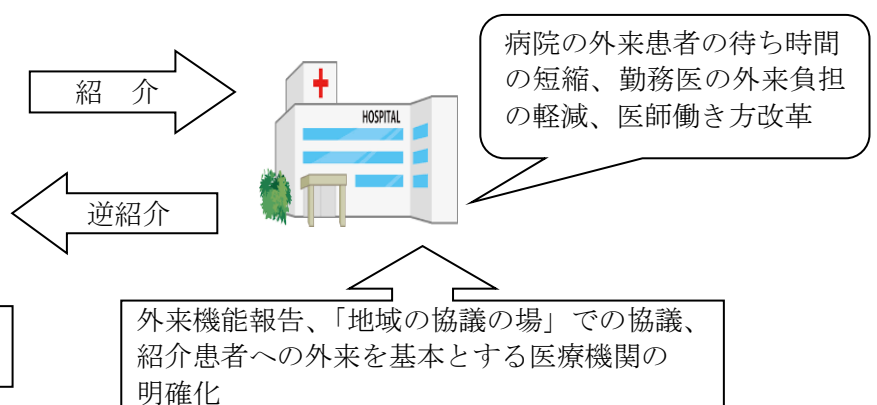 病院の外来患者の待ち時間
の短縮、勤務医の外来負担
の軽減、医師働き方改革
紹　介
HOSPITAL
逆紹介
外来機能報告、「地域の協議の場」での協議、
紹介患者への外来を基本とする医療機関の
明確化